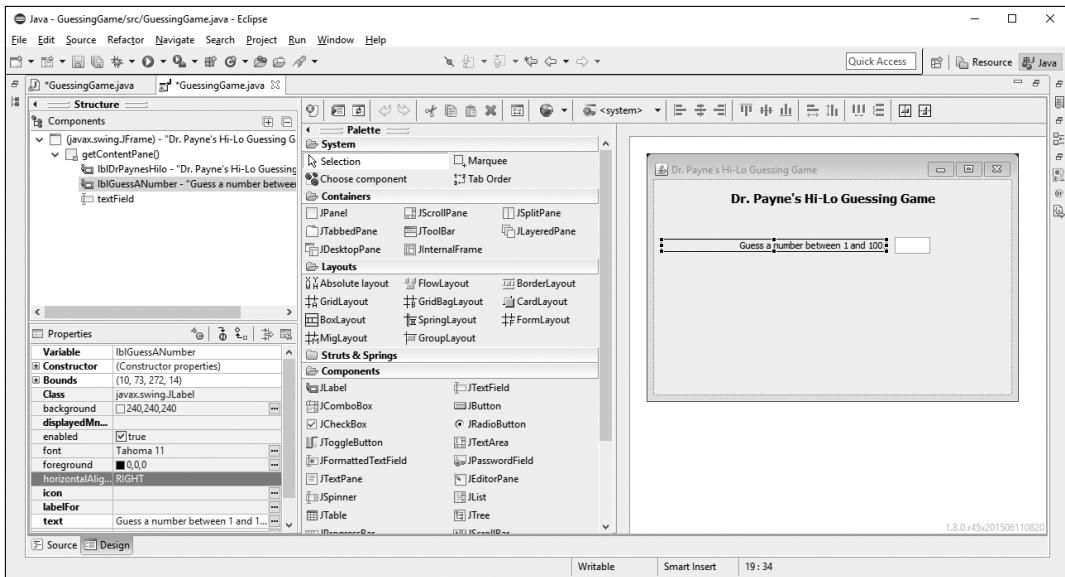 Java - GuessingGame/src/GuessingGame.java - Eclipse
File Edit Source Refactor Navigate Search Project Run Window Help
Quick Access
Resource
Java
*GuessingGame.java
*GuessingGame.java
Structure
Components
(javax.swing.JFrame) - "Dr. Payne's Hi-Lo Guessing G
getContentPane()
lblDrPaynesHilo - "Dr. Payne's Hi-Lo Guessing
lblGuessANumber - "Guess a number between
textField
Properties
Variable lblGuessANumber
Constructor (Constructor properties)
Bounds (10, 73, 272, 14)
Class javax.swing.JLabel
background 240,240,240
displayedMn...
enabled true
font Tahoma 11
foreground 0,0,0
horizontalAlig... RIGHT
icon
labelFor
text Guess a number between 1 and 1...
Source Design
<system>
Palette
System
Selection Marquee
Choose component Tab Order
Containers
JPanel JScrollPane JSplitPane
JTabbedPane JToolBar JLayeredPane
JDesktopPane JInternalFrame
Layouts
Absolute layout FlowLayout BorderLayout
GridLayout GridBagLayout CardLayout
BoxLayout SpringLayout FormLayout
MigLayout GroupLayout
Struts & Springs
Components
JLabel JTextField
JComboBox JButton
JCheckBox JRadioButton
JToggleButton JTextArea
JFormattedTextField JPasswordField
JTextPane JEditorPane
JSpinner JList
JTable JTree
JProgressBar JScrollBar
Dr. Payne's Hi-Lo Guessing Game
Dr. Payne's Hi-Lo Guessing Game
Guess a number between 1 and 100:
1.8.0.r45x201506110820
Writable Smart Insert 19 : 34